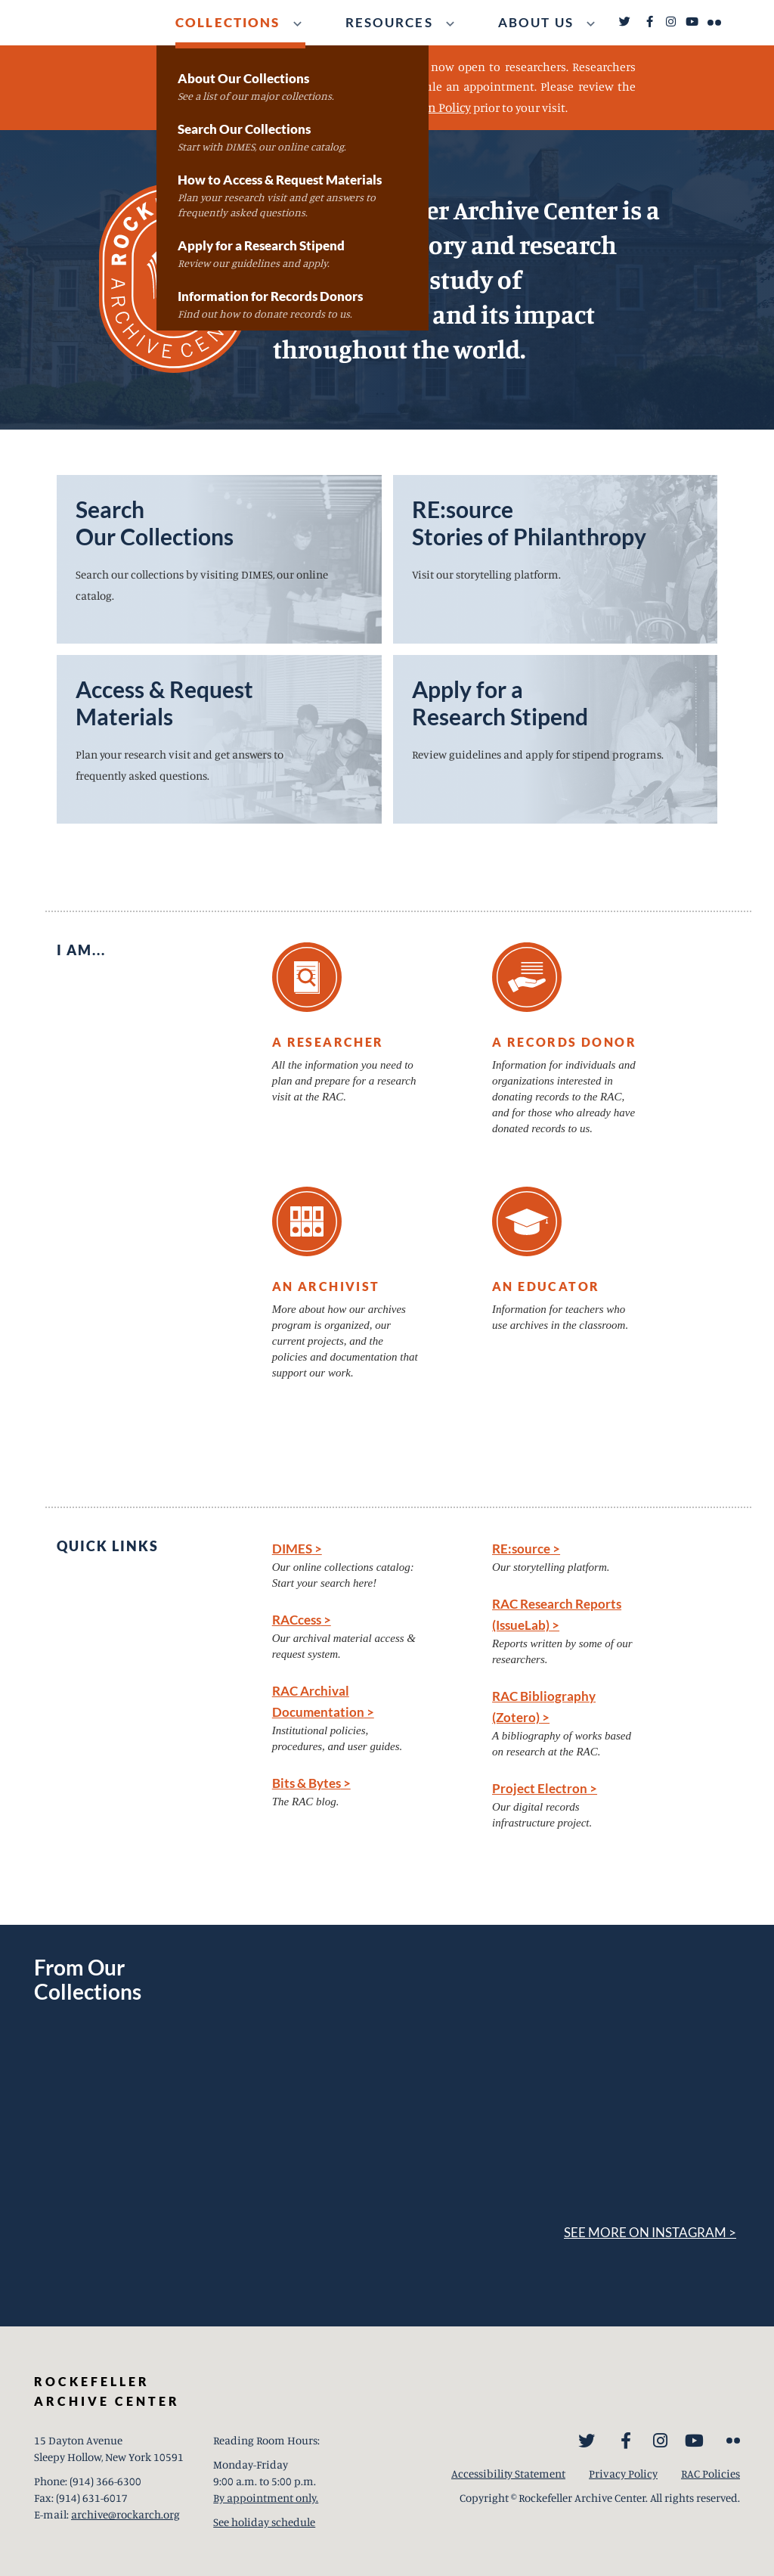 COLLECTIONS
RESOURCES
ABOUT US
now open to researchers. Researchers
an appointment. Please review the
Policy prior to your visit.
About Our Collections
See a list of our major collections.
Search Our Collections
Start with DIMES, our online catalog.
How to Access & Request Materials
Plan your research visit and get answers to
frequently asked questions.
Apply for a Research Stipend
Review our guidelines and apply.
Information for Records Donors
Find out how to donate records to us.
Archive Center is a
and research
study of
and its impact
throughout the world.
Search
Our Collections
Search our collections by visiting DIMES, our online
catalog.
RE:source
Stories of Philanthropy
Visit our storytelling platform.
Access & Request
Materials
Plan your research visit and get answers to
frequently asked questions.
Apply for a
Research Stipend
Review guidelines and apply for stipend programs.
I AM...
A RESEARCHER
All the information you need to
plan and prepare for a research
visit at the RAC.
A RECORDS DONOR
Information for individuals and
organizations interested in
donating records to the RAC,
and for those who already have
donated records to us.
AN ARCHIVIST
More about how our archives
program is organized, our
current projects, and the
policies and documentation that
support our work.
AN EDUCATOR
Information for teachers who
use archives in the classroom.
QUICK LINKS
DIMES >
Our online collections catalog:
Start your search here!
RACcess >
Our archival material access &
request system.
RAC Archival
Documentation >
Institutional policies,
procedures, and user guides.
Bits & Bytes >
The RAC blog.
RE:source >
Our storytelling platform.
RAC Research Reports
(IssueLab) >
Reports written by some of our
researchers.
RAC Bibliography
(Zotero) >
A bibliography of works based
on research at the RAC.
Project Electron >
Our digital records
infrastructure project.
From Our
Collections
SEE MORE ON INSTAGRAM >
ROCKEFELLER
ARCHIVE CENTER
15 Dayton Avenue
Sleepy Hollow, New York 10591
Phone: (914) 366-6300
Fax: (914) 631-6017
E-mail: archive@rockarch.org
Reading Room Hours:
Monday-Friday
9:00 a.m. to 5:00 p.m.
By appointment only.
See holiday schedule
Accessibility Statement
Privacy Policy
RAC Policies
Copyright © Rockefeller Archive Center. All rights reserved.